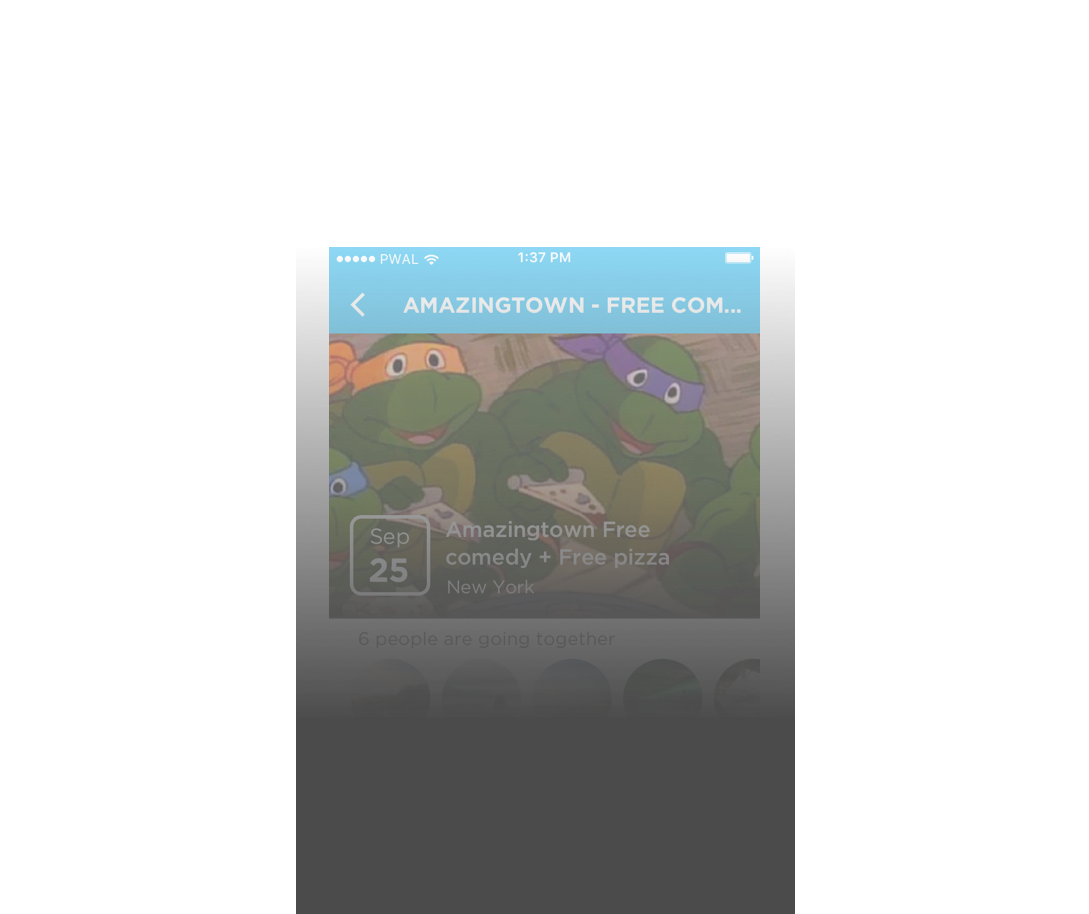 PWAL 1:37 PM
AMAZINGTOWN - FREE COM...
Sep
25
Amazingtown Free
comedy + Free pizza
New York
6 people are going together